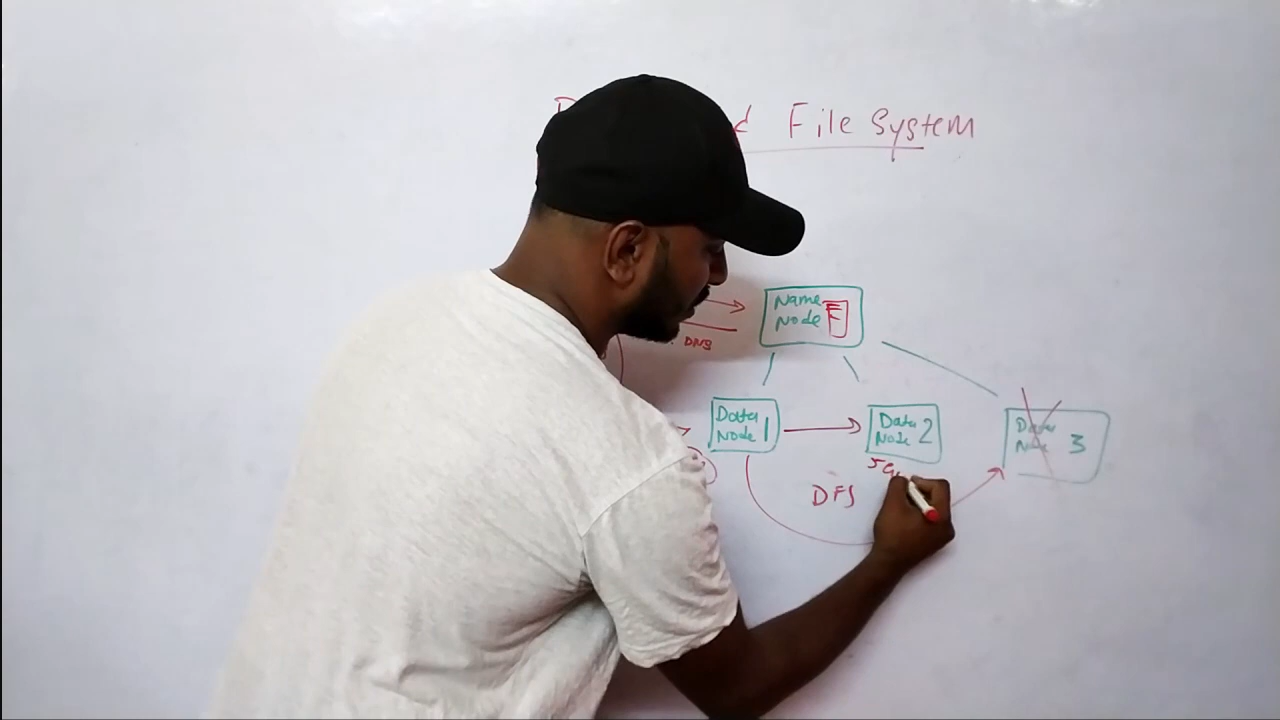 File System
Name
Node
DNS
Data
Node 1
Data
Node 2
Data
Node 3
DFS